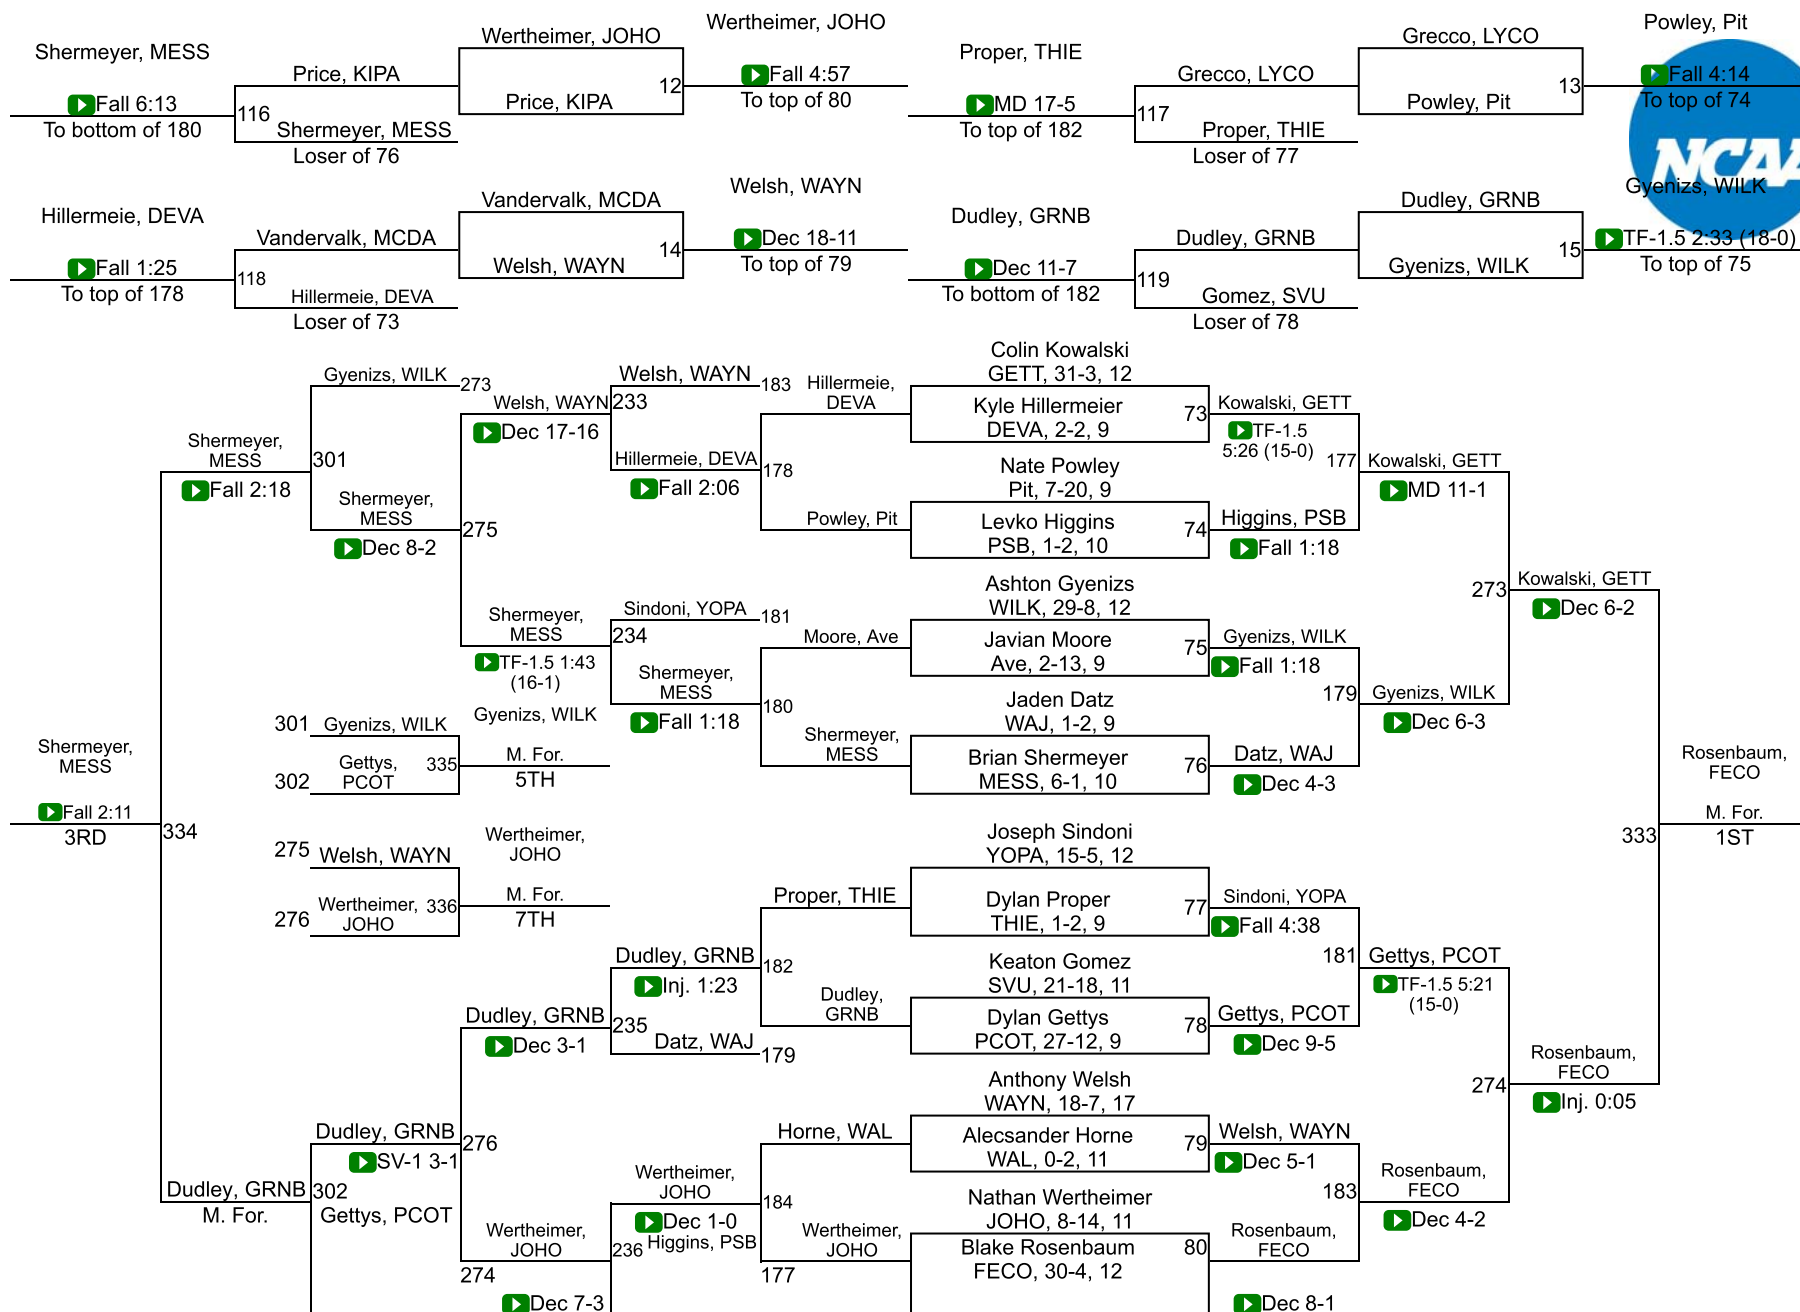 Shermeyer, MESS
Fall 6:13
To bottom of 180
116
Price, KIPA
Shermeyer, MESS
Loser of 76
Wertheimer, JOHO
Price, KIPA
12
Wertheimer, JOHO
Fall 4:57
To top of 80
Proper, THIE
MD 17-5
To top of 182
117
Grecco, LYCO
Proper, THIE
Loser of 77
Grecco, LYCO
Powley, Pit
13
Powley, Pit
Fall 4:14
To top of 74
NCAA
Hillermeie, DEVA
Fall 1:25
To top of 178
118
Vandervalk, MCDA
Hillermeie, DEVA
Loser of 73
Vandervalk, MCDA
Welsh, WAYN
14
Welsh, WAYN
Dec 18-11
To top of 79
Dudley, GRNB
Dec 11-7
To bottom of 182
119
Dudley, GRNB
Gomez, SVU
Loser of 78
Dudley, GRNB
Gyenizs, WILK
15
Gyenizs, WILK
TF-1.5 2:33 (18-0)
To top of 75
Colin Kowalski
GETT, 31-3, 12
Kyle Hillermeier
DEVA, 2-2, 9
73
Kowalski, GETT
TF-1.5
5:26 (15-0)
Nate Powley
Pit, 7-20, 9
Levko Higgins
PSB, 1-2, 10
74
Higgins, PSB
Fall 1:18
177
Kowalski, GETT
MD 11-1
Ashton Gyenizs
WILK, 29-8, 12
Javian Moore
Ave, 2-13, 9
75
Gyenizs, WILK
Fall 1:18
Jaden Datz
WAJ, 1-2, 9
Brian Shermeyer
MESS, 6-1, 10
76
Datz, WAJ
Dec 4-3
179
Gyenizs, WILK
Dec 6-3
273
Kowalski, GETT
Dec 6-2
Joseph Sindoni
YOPA, 15-5, 12
Dylan Proper
THIE, 1-2, 9
77
Sindoni, YOPA
Fall 4:38
Keaton Gomez
SVU, 21-18, 11
Dylan Gettys
PCOT, 27-12, 9
78
Gettys, PCOT
Dec 9-5
181
Gettys, PCOT
TF-1.5 5:21
(15-0)
Anthony Welsh
WAYN, 18-7, 17
Alecsander Horne
WAL, 0-2, 11
79
Welsh, WAYN
Dec 5-1
Nathan Wertheimer
JOHO, 8-14, 11
Blake Rosenbaum
FECO, 30-4, 12
80
Rosenbaum,
FECO
Dec 8-1
183
Rosenbaum,
FECO
Dec 4-2
274
Rosenbaum,
FECO
Inj. 0:05
333
Rosenbaum,
FECO
M. For.
1ST
Hillermeie,
DEVA
Powley, Pit
178
Welsh, WAYN
183
Hillermeie, DEVA
Fall 2:06
233
Welsh, WAYN
Dec 17-16
Moore, Ave
Shermeyer,
MESS
180
Sindoni, YOPA
181
Shermeyer,
MESS
Fall 1:18
234
Shermeyer,
MESS
TF-1.5 1:43
(16-1)
275
Gyenizs, WILK
273
Shermeyer,
MESS
Dec 8-2
301
Shermeyer,
MESS
Fall 2:18
301
Gyenizs, WILK
302
Gettys,
PCOT
335
Gyenizs, WILK
M. For.
5TH
275
Welsh, WAYN
276
Wertheimer,
JOHO
336
Wertheimer,
JOHO
M. For.
7TH
Shermeyer,
MESS
Fall 2:11
3RD
334
Proper, THIE
Dudley,
GRNB
182
Dudley, GRNB
Inj. 1:23
Datz, WAJ
179
235
Dudley, GRNB
Dec 3-1
Horne, WAL
Wertheimer,
JOHO
184
Wertheimer,
JOHO
Dec 1-0
Higgins, PSB
177
236
Wertheimer,
JOHO
274
Dec 7-3
276
Dudley, GRNB
SV-1 3-1
302
Gettys, PCOT
Dudley, GRNB
M. For.